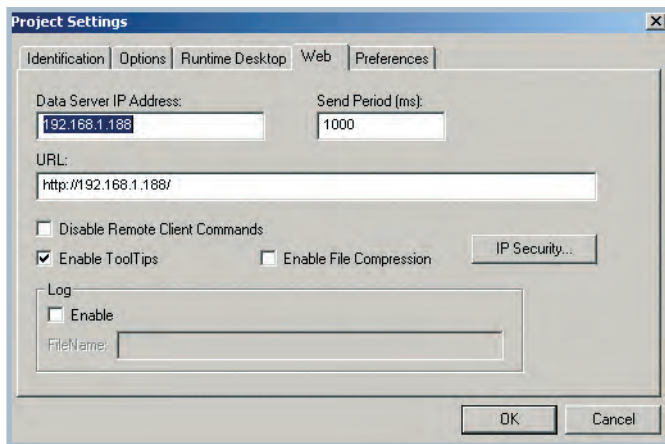 Project Settings
Identification Options Runtime Desktop Web Preferences
Data Server IP Address: Send Period (ms):
192.168.1.188 1000
URL:
http://192.168.1.188/
Disable Remote Client Commands
Enable ToolTips Enable File Compression IP Security...
Log
Enable
FileName:
OK Cancel